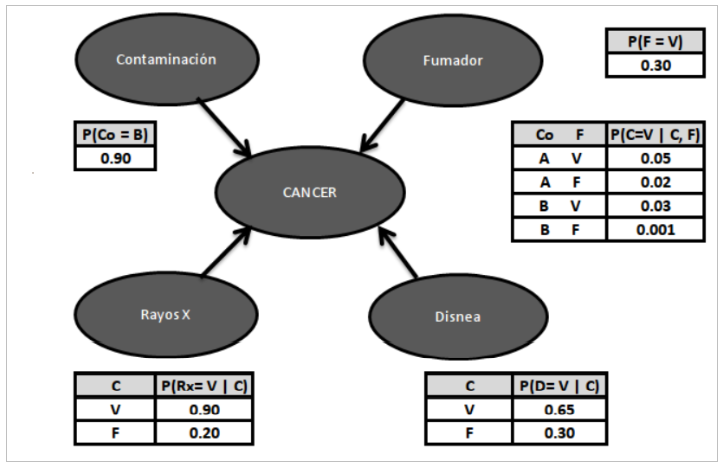 Contaminación
Fumador
P(F = V)
0.30
P(Co = B)
0.90
Co F P(C=V | C, F)
A V 0.05
A F 0.02
B V 0.03
B F 0.001
CANCER
Rayos X
Disnea
C P(Rx= V | C)
V 0.90
F 0.20
C P(D= V | C)
V 0.65
F 0.30